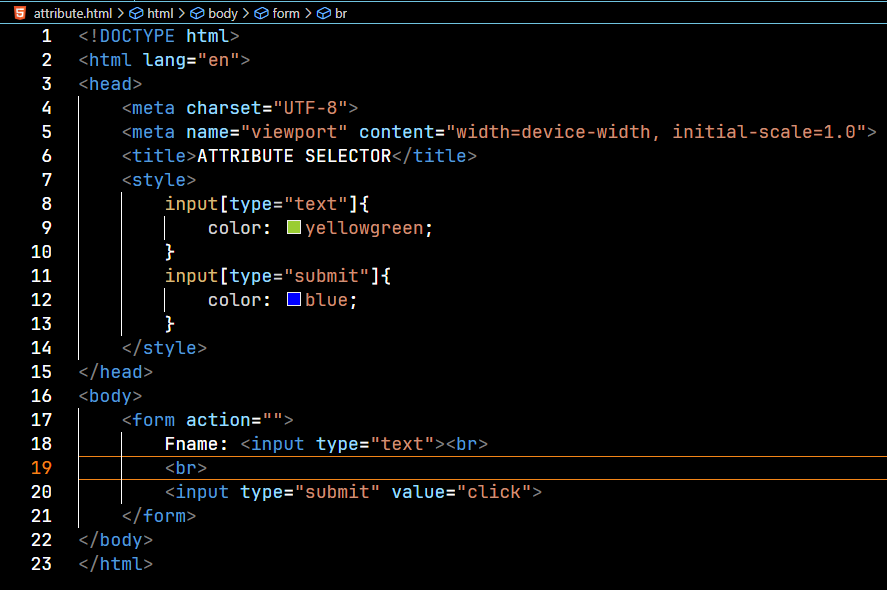 attribute.html > html > body > form > br
1 <!DOCTYPE html>
2 <html lang="en">
3 <head>
4     <meta charset="UTF-8">
5     <meta name="viewport" content="width=device-width, initial-scale=1.0">
6     <title>ATTRIBUTE SELECTOR</title>
7     <style>
8         input[type="text"]{
9             color: yellowgreen;
10         }
11         input[type="submit"]{
12             color: blue;
13         }
14     </style>
15 </head>
16 <body>
17     <form action="">
18         Fname: <input type="text"><br>
19         <br>
20         <input type="submit" value="click">
21     </form>
22 </body>
23 </html>